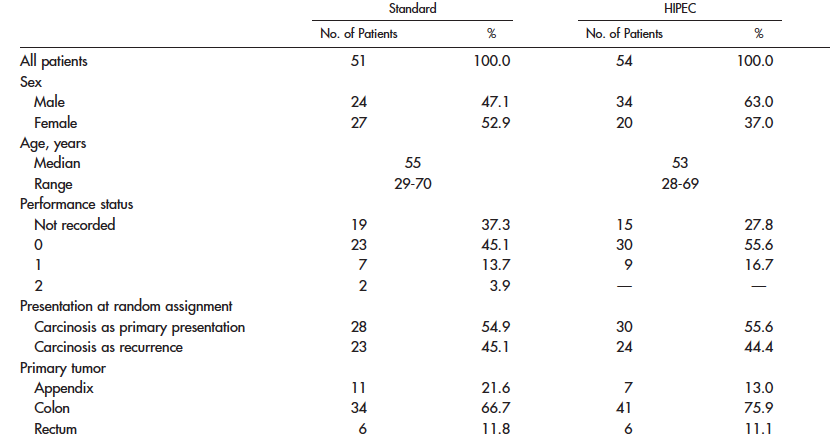 Standard HIPEC
No. of Patients % No. of Patients %
All patients 51 100.0 54 100.0
Sex
Male 24 47.1 34 63.0
Female 27 52.9 20 37.0
Age, years
Median 55 53
Range 29-70 28-69
Performance status
Not recorded 19 37.3 15 27.8
0 23 45.1 30 55.6
1 7 13.7 9 16.7
2 2 3.9 — —
Presentation at random assignment
Carcinosis as primary presentation 28 54.9 30 55.6
Carcinosis as recurrence 23 45.1 24 44.4
Primary tumor
Appendix 11 21.6 7 13.0
Colon 34 66.7 41 75.9
Rectum 6 11.8 6 11.1